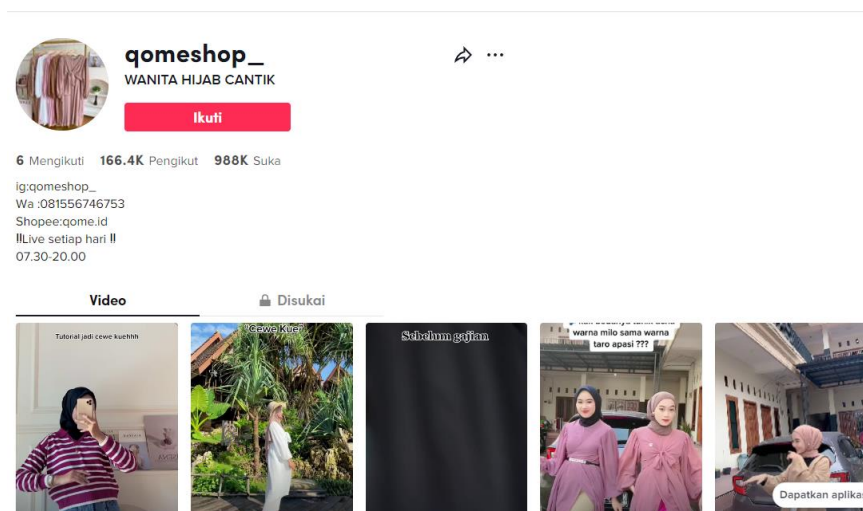 qomeshop_
WANITA HIJAB CANTIK
Ikuti
6 Mengikuti 166.4K Pengikut 988K Suka
ig:qomeshop_
Wa :081556746753
Shopee:qome.id
‼Live setiap hari ‼
07.30-20.00
Video Disukai
Tutorial jadi cewe kuehhh
"Cewe Kue"
Sebelum gajian
warna milo sama warna
taro apasi ???
Dapatkan aplikas